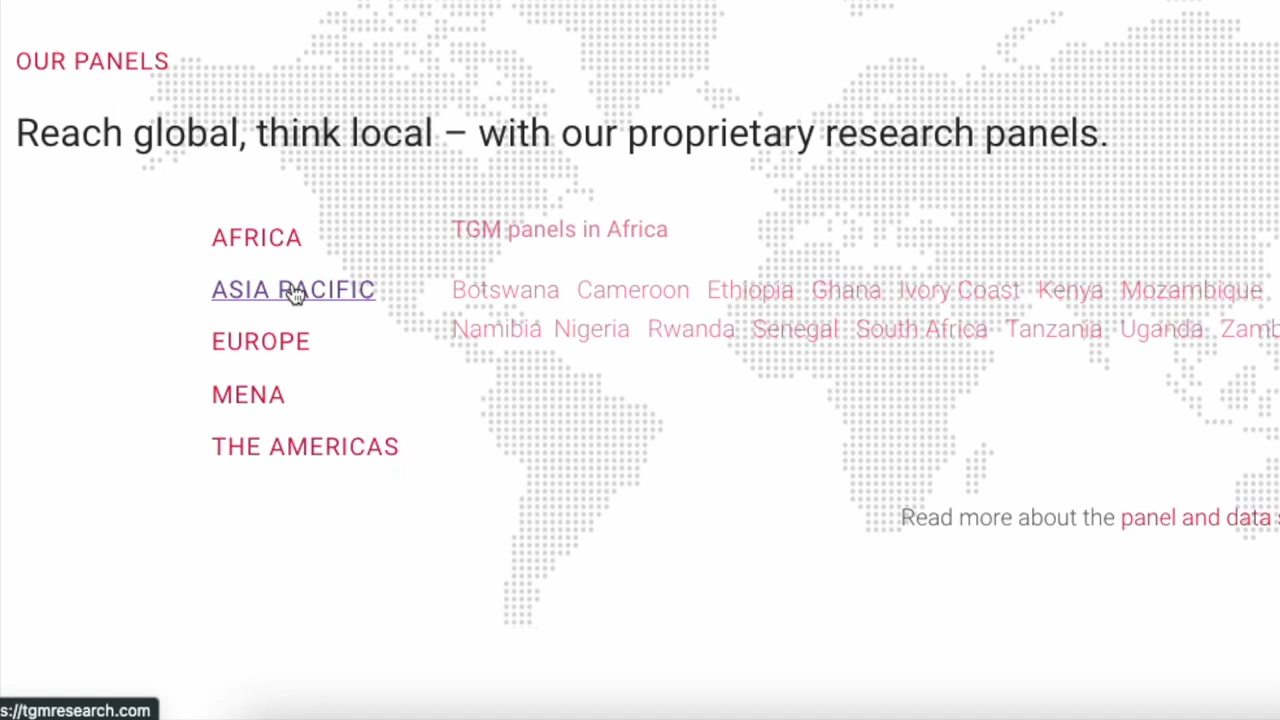 OUR PANELS
Reach global, think local – with our proprietary research panels.
AFRICA
ASIA PACIFIC
EUROPE
MENA
THE AMERICAS
TGM panels in Africa
Botswana Cameroon Ethiopia Ghana Ivory Coast Kenya Mozambique
Namibia Nigeria Rwanda Senegal South Africa Tanzania Uganda Zamb
Read more about the panel and data s
s://tgmresearch.com